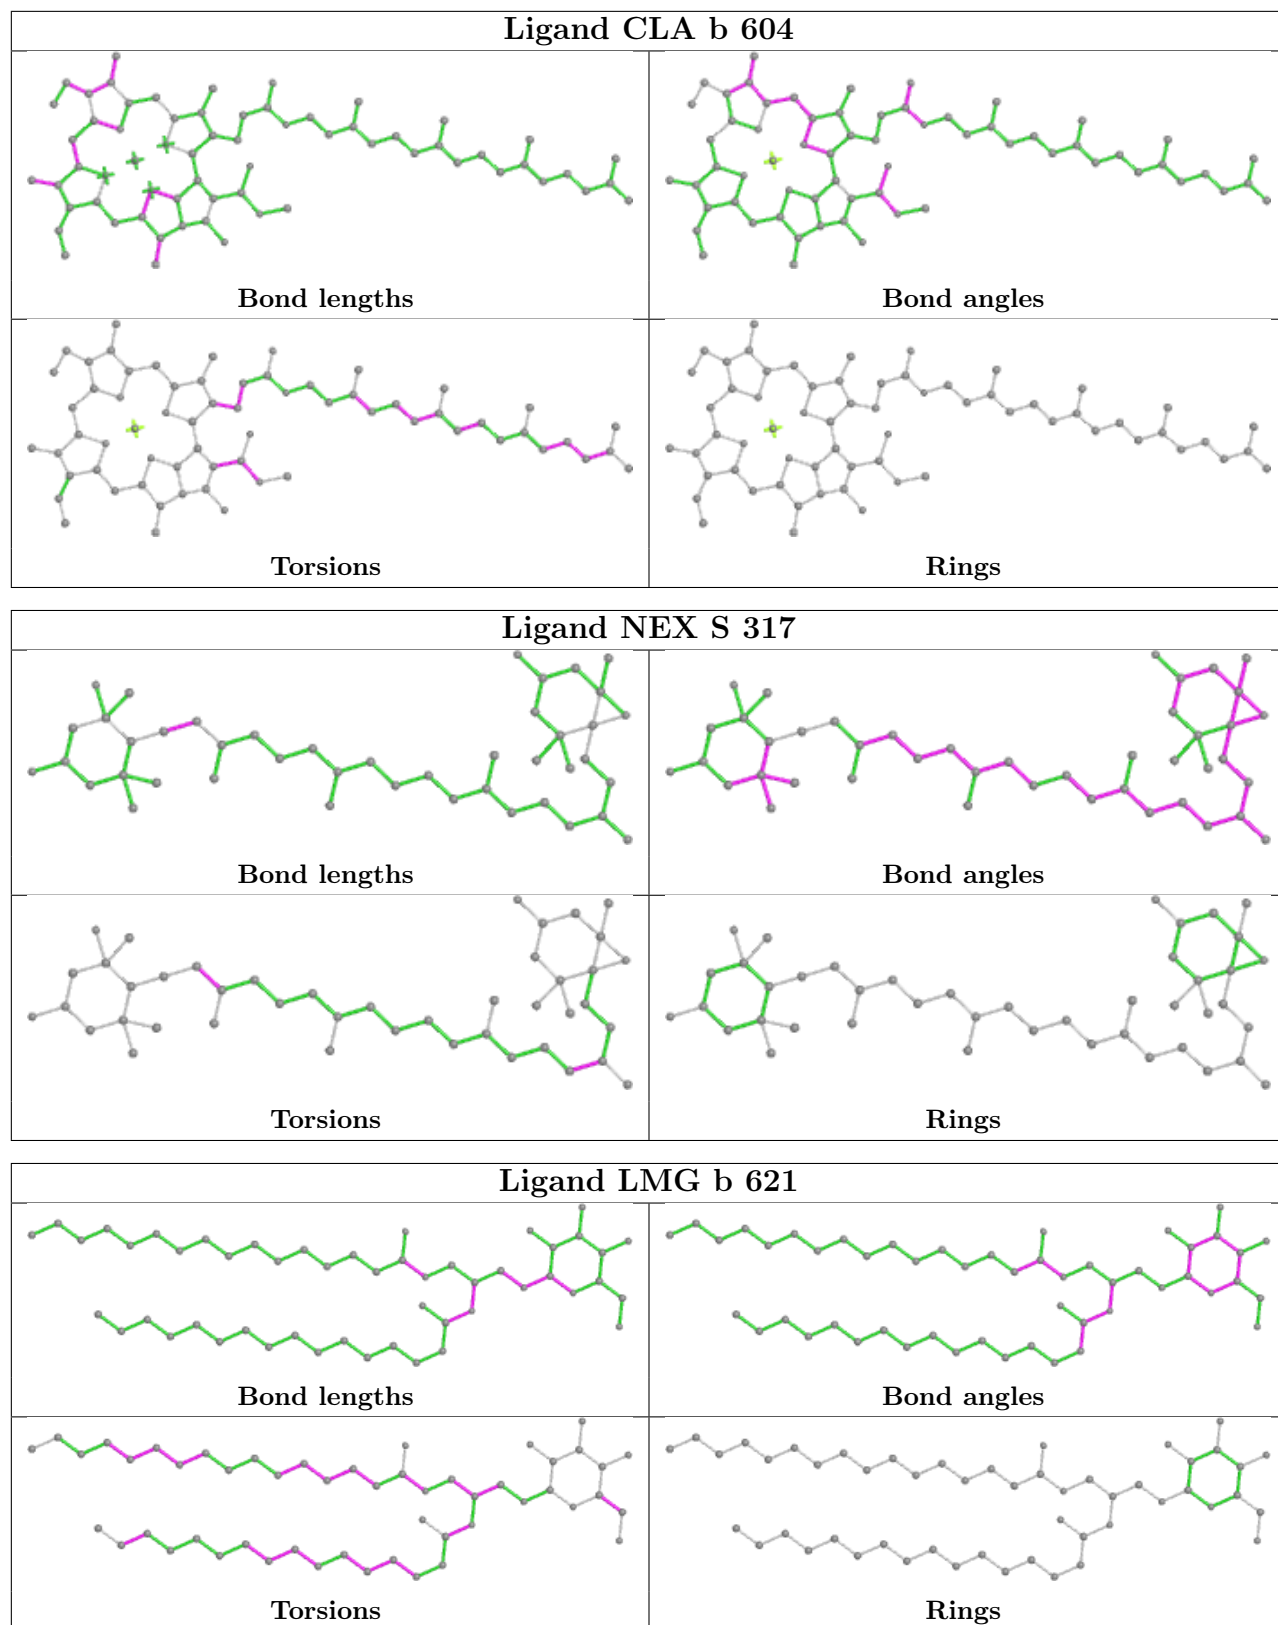 Ligand CLA b 604
Bond lengths
Bond angles
Torsions
Rings
Ligand NEX S 317
Bond lengths
Bond angles
Torsions
Rings
Ligand LMG b 621
Bond lengths
Bond angles
Torsions
Rings